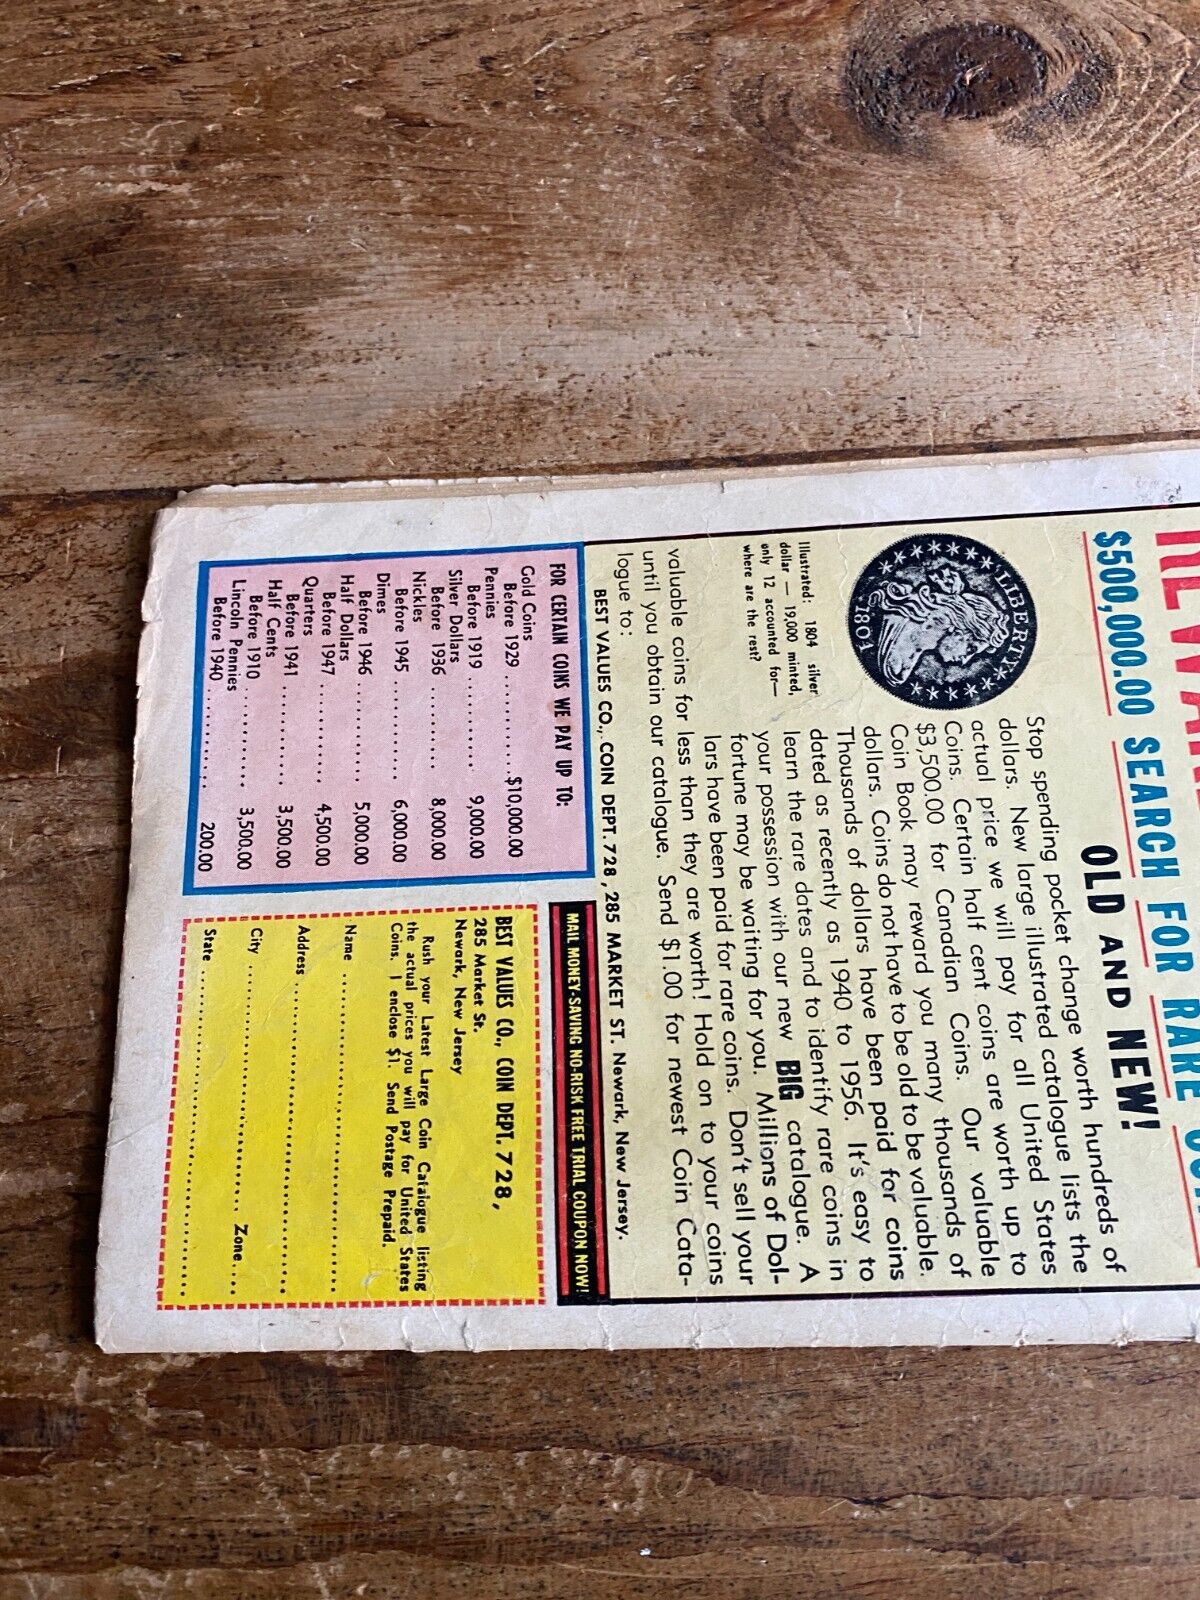 $500,000.00 SEARCH FOR RARE
OLD AND NEW!
LIBERTY
1804
Illustrated: 1804 silver
dollar — 19,000 minted,
only 12 accounted for—
where are the rest?
Stop spending pocket change worth hundreds of
dollars. New large illustrated catalogue lists the
actual price we will pay for all United States
Coins. Certain half cent coins are worth up to
$3,500.00 for Canadian Coins. Our valuable
Coin Book may reward you many thousands of
dollars. Coins do not have to be old to be valuable.
Thousands of dollars have been paid for coins
dated as recently as 1940 to 1956. It's easy to
learn the rare dates and to identify rare coins in
your possession with our new BIG catalogue. A
fortune may be waiting for you. Millions of Dol-
lars have been paid for rare coins. Don't sell your
valuable coins for less than they are worth! Hold on to your coins
until you obtain our catalogue. Send $1.00 for newest Coin Cata-
logue to:
BEST VALUES CO., COIN DEPT. 728, 285 MARKET ST. Newark, New Jersey.
FOR CERTAIN COINS WE PAY UP TO:
Gold Coins
Before 1929 ......... $10,000.00
Pennies
Before 1919 ......... 9,000.00
Silver Dollars
Before 1936 ......... 8,000.00
Nickles
Before 1945 ......... 6,000.00
Dimes
Before 1946 ......... 5,000.00
Half Dollars
Before 1947 ......... 4,500.00
Quarters
Before 1941 ......... 3,500.00
Half Cents
Before 1910 ......... 3,500.00
Lincoln Pennies
Before 1940 ......... 200.00
MAIL MONEY-SAVING NO-RISK FREE TRIAL COUPON NOW!
BEST VALUES CO., COIN DEPT. 728,
285 Market St.
Newark, New Jersey
Rush your Latest Large Coin Catalogue listing
the actual prices you will pay for United States
Coins. I enclose $1. Send Postage Prepaid.
Name ..........
Address ..........
City .......... Zone....
State ..........